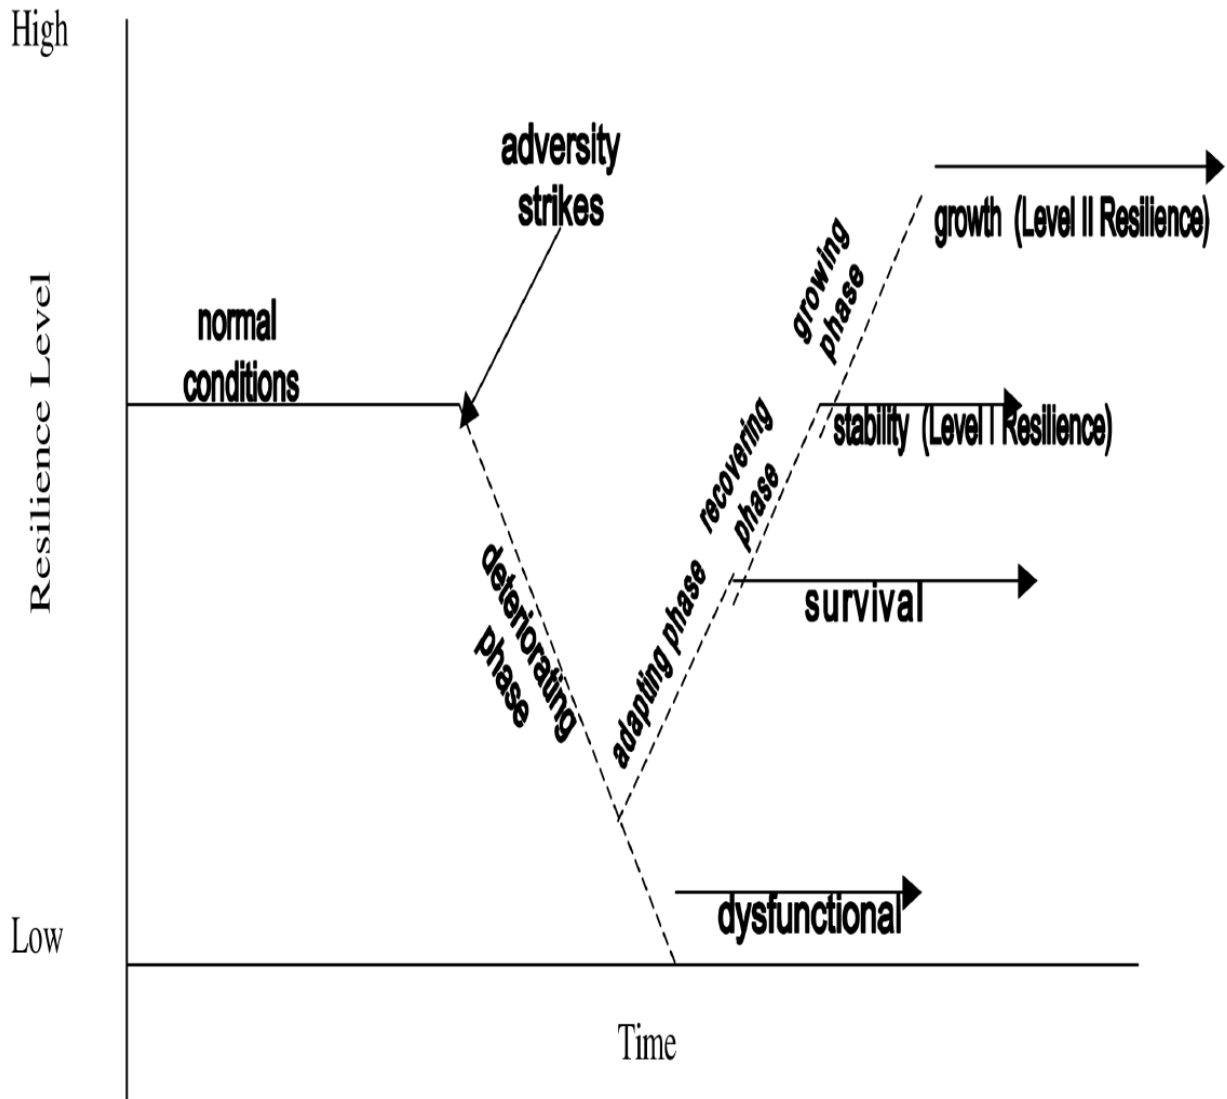 High
adversity
strikes
growth (Level II Resilience)
growing
phase
normal
conditions
stability (Level I Resilience)
recovering
phase
Resilience Level
survival
adapting phase
deteriorating
phase
dysfunctional
Low
Time